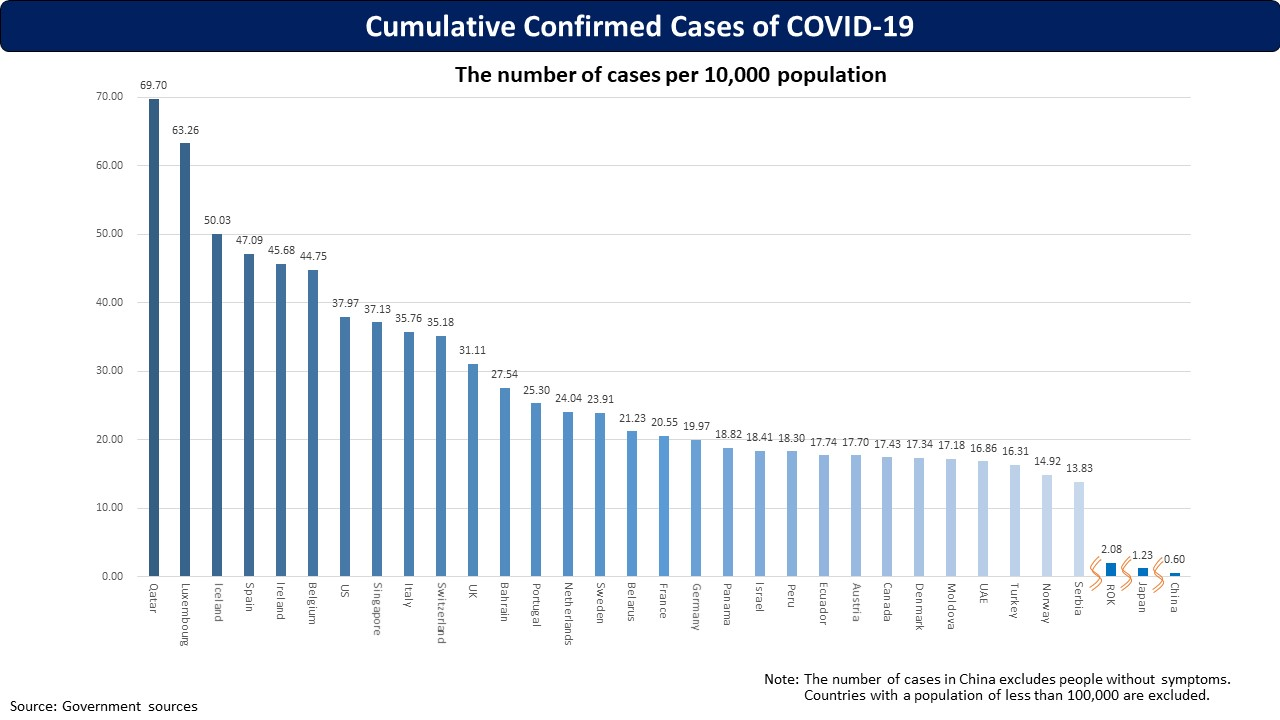 Cumulative Confirmed Cases of COVID-19
The number of cases per 10,000 population
70.00
60.00
50.00
40.00
30.00
20.00
10.00
0.00
69.70
63.26
50.03
47.09
45.68
44.75
37.97
37.13
35.76
35.18
31.11
27.54
25.30
24.04
23.91
21.23
20.55
19.97
18.82
18.41
18.30
17.74
17.70
17.43
17.34
17.18
16.86
16.31
14.92
13.83
2.08
1.23
0.60
Qatar
Luxembourg
Iceland
Spain
Ireland
Belgium
US
Singapore
Italy
Switzerland
UK
Bahrain
Portugal
Netherlands
Sweden
Belarus
France
Germany
Panama
Israel
Peru
Ecuador
Austria
Canada
Denmark
Moldova
UAE
Turkey
Norway
Serbia
ROK
Japan
China
Note: The number of cases in China excludes people without symptoms.
Countries with a population of less than 100,000 are excluded.
Source: Government sources